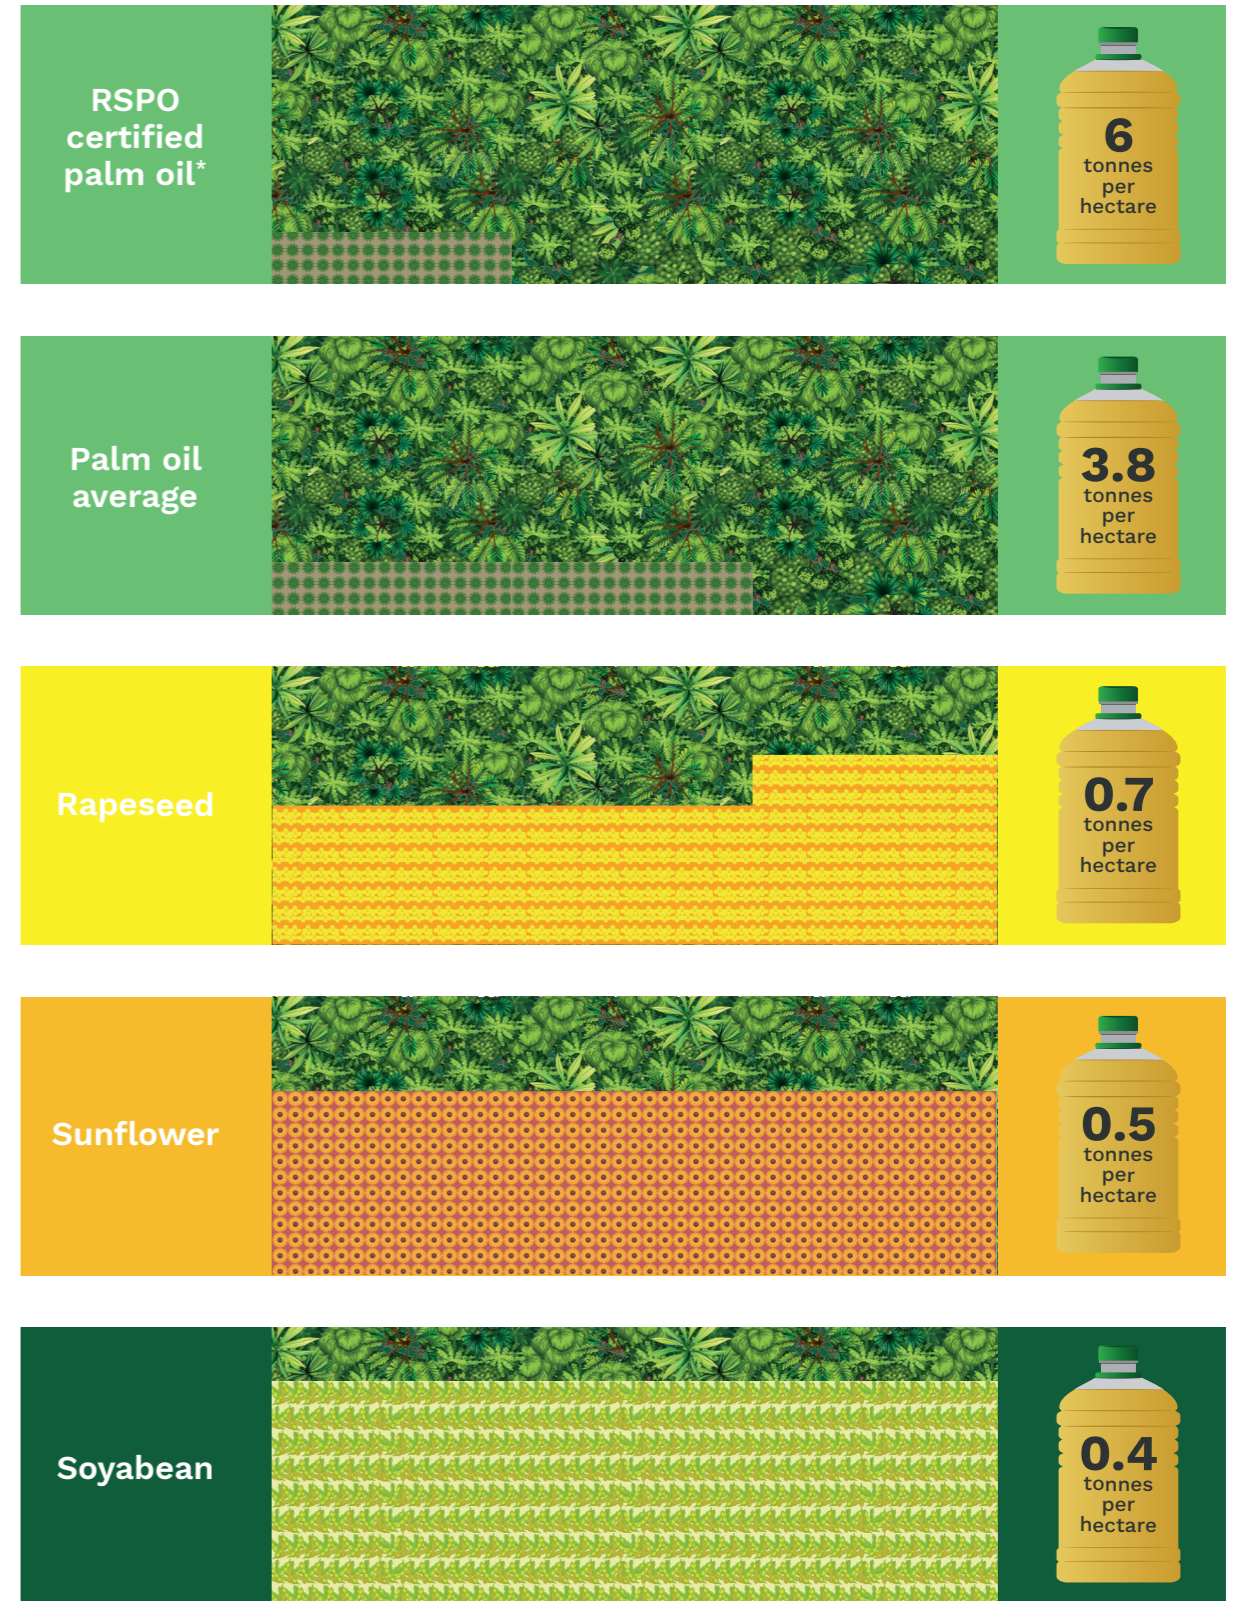 RSPO
certified
palm oil*
6
tonnes
per
hectare
Palm oil
average
3.8
tonnes
per
hectare
Rapeseed
0.7
tonnes
per
hectare
Sunflower
0.5
tonnes
per
hectare
Soyabean
0.4
tonnes
per
hectare